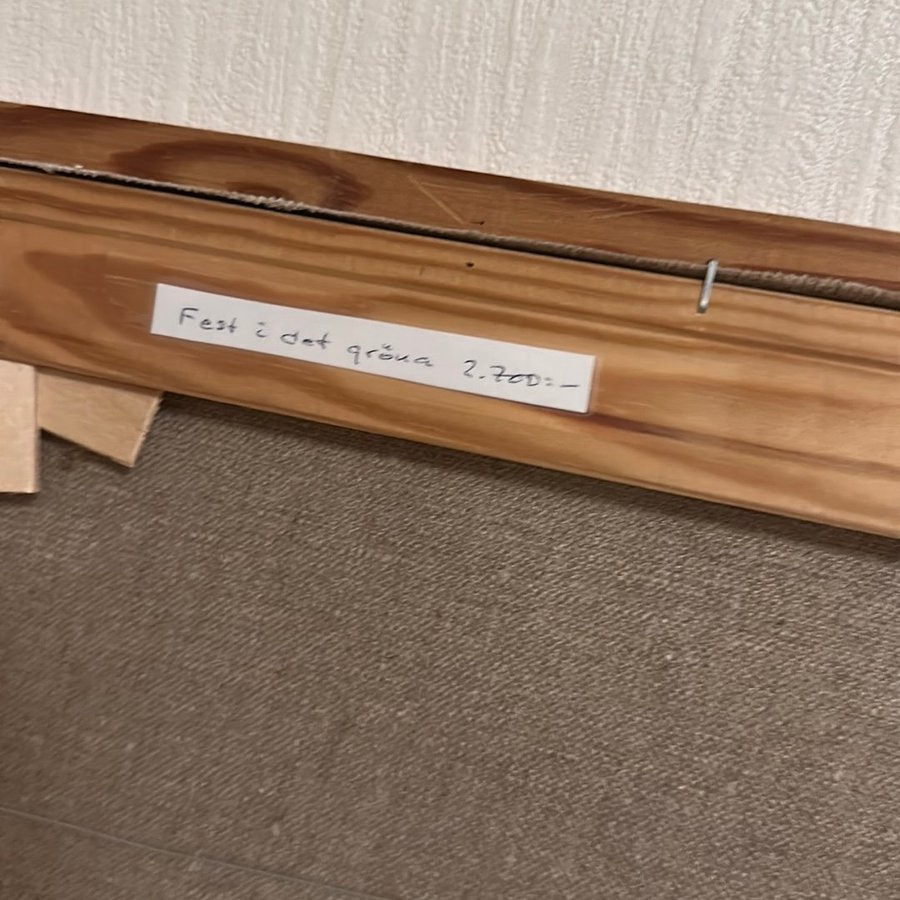 Fest i det gröna 2.700:-